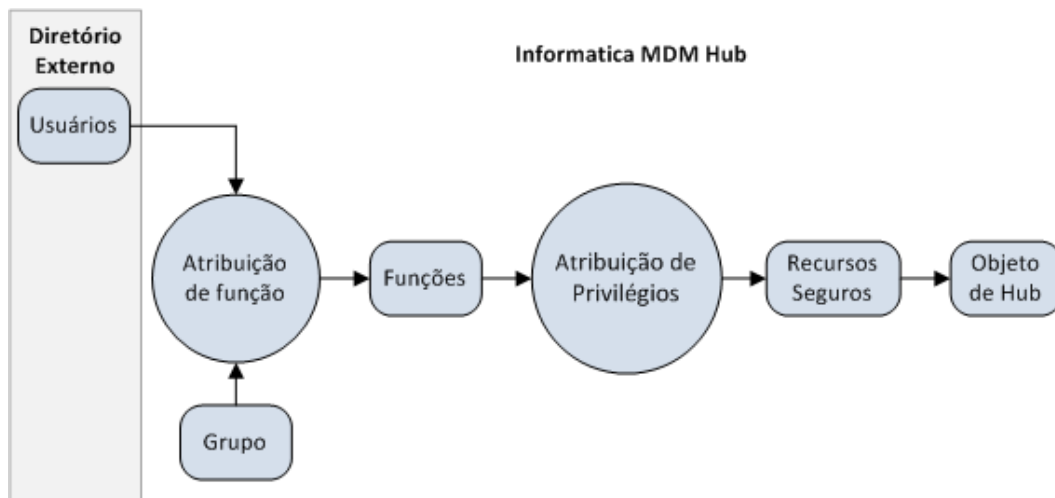 Diretório
Externo
Informatica MDM Hub
Usuários
Atribuição
de função
Funções
Atribuição de
Privilégios
Recursos
Seguros
Objeto
de Hub
Grupo